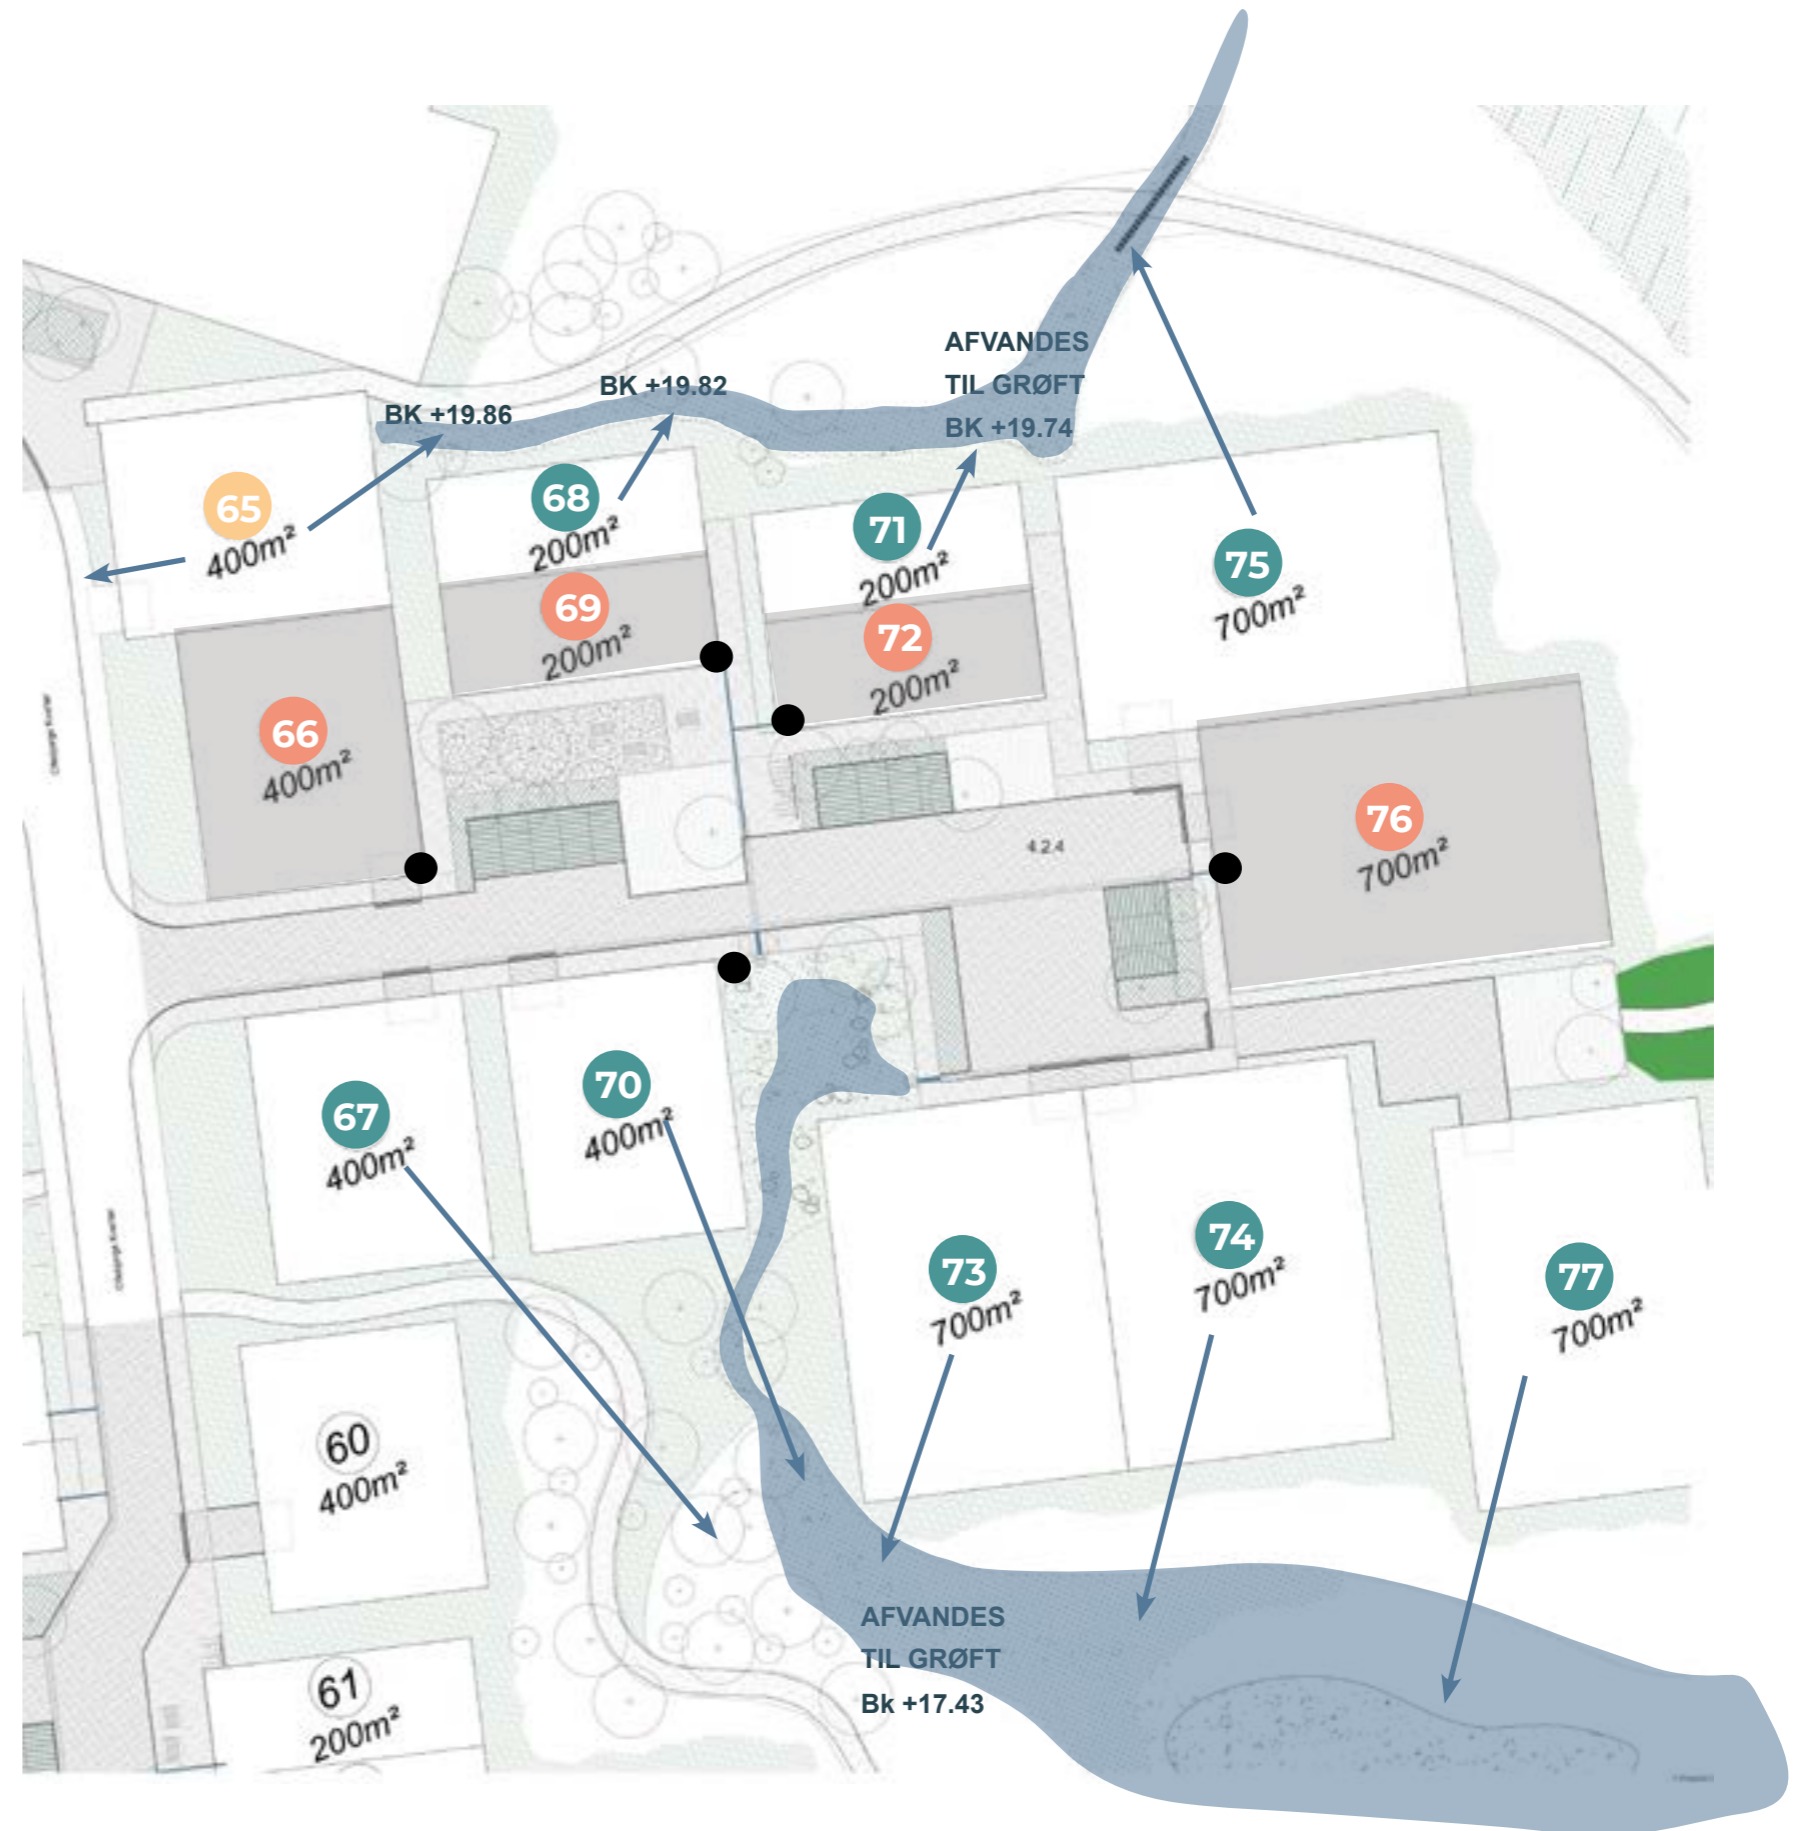 AFVANDES
TIL GRØFT
BK +19.74
BK +19.82
BK +19.86
65
400m²
68
200m²
71
200m²
75
700m²
69
200m²
72
200m²
66
400m²
76
700m²
4.2.4
67
400m²
70
400m²
73
700m²
74
700m²
77
700m²
60
400m²
61
200m²
AFVANDES
TIL GRØFT
Bk +17.43